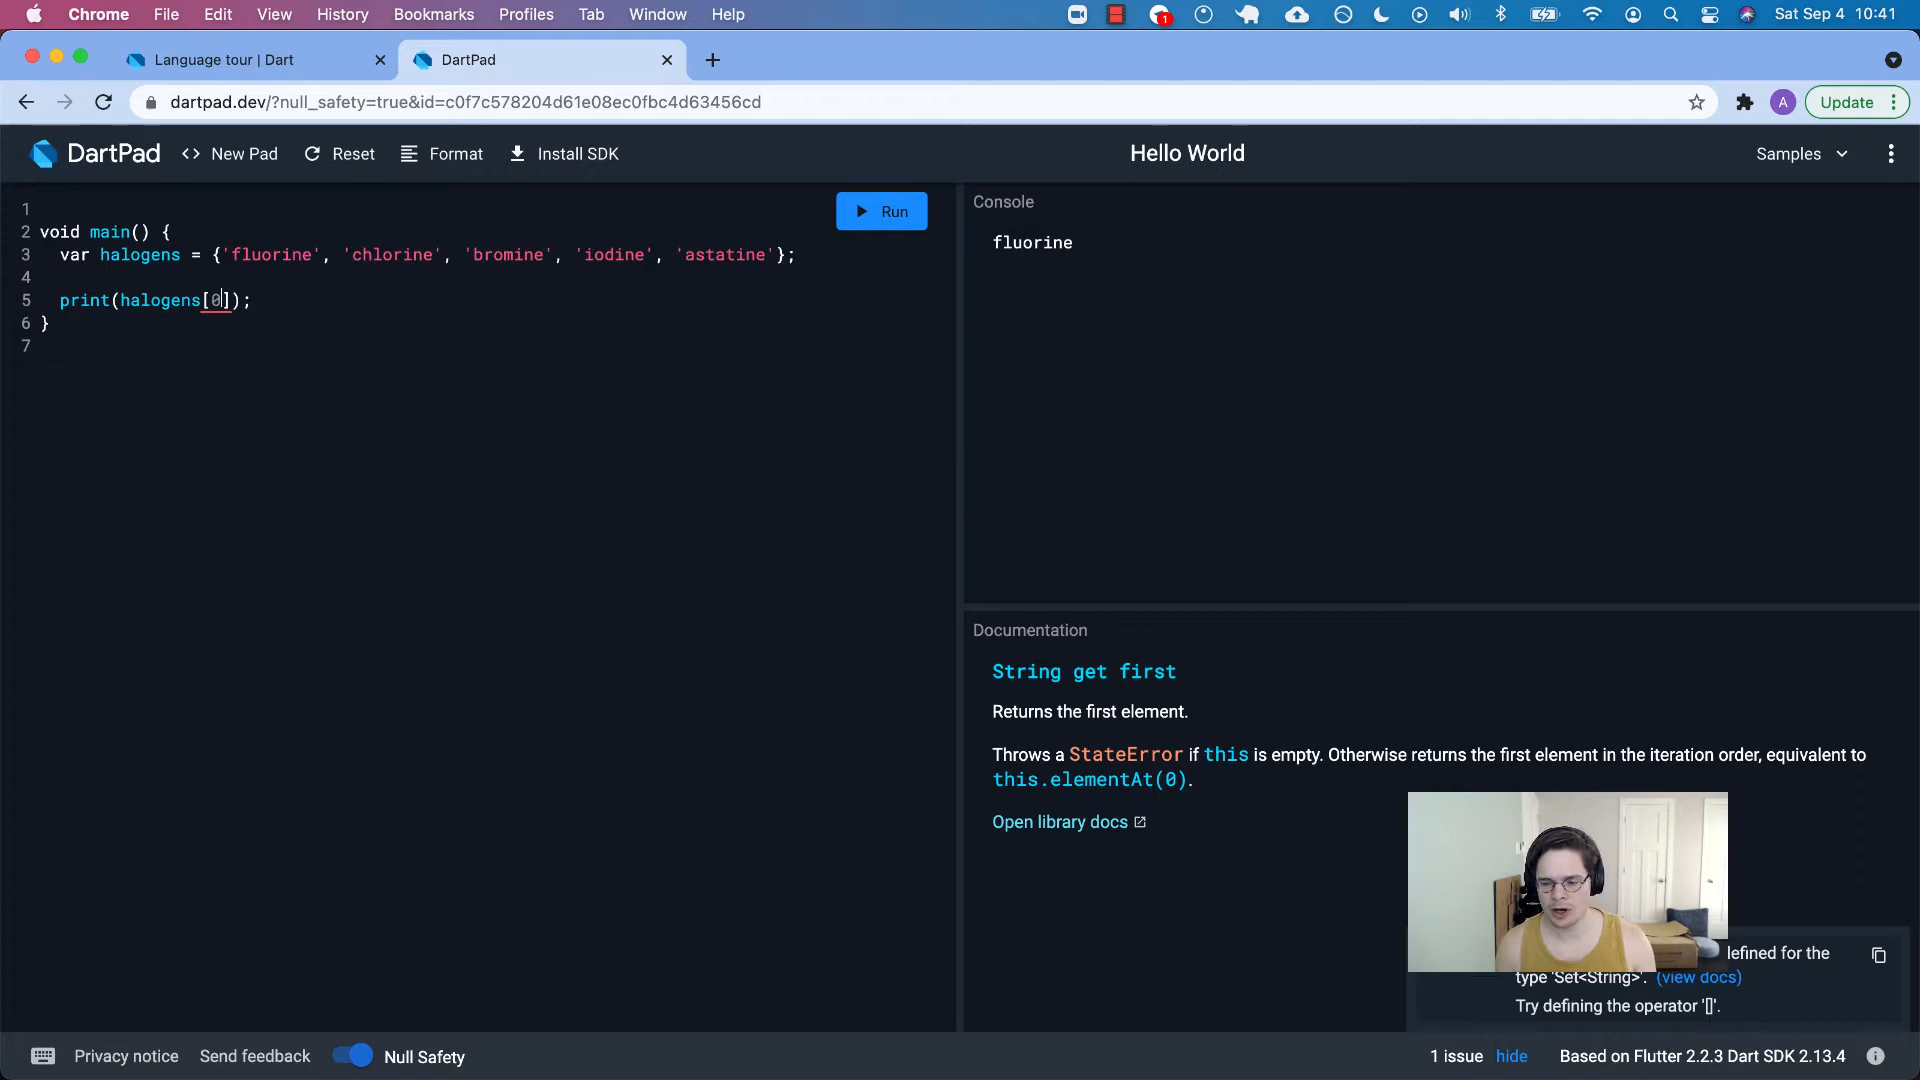 Chrome File Edit View History Bookmarks Profiles Tab Window Help 1 Sat Sep 4 10:41
Language tour | Dart DartPad
dartpad.dev/?null_safety=true&id=c0f7c578204d61e08ec0fbc4d63456cd A Update
DartPad New Pad Reset Format Install SDK Hello World Samples
Run
1
2 void main() {
3 var halogens = {'fluorine', 'chlorine', 'bromine', 'iodine', 'astatine'};
4
5 print(halogens[0]);
6 }
7
Console
fluorine
Documentation
String get first
Returns the first element.
Throws a StateError if this is empty. Otherwise returns the first element in the iteration order, equivalent to
this.elementAt(0).
Open library docs
for the
type 'Set<String>'. (view docs)
Try defining the operator '[]'.
Privacy notice Send feedback Null Safety 1 issue hide Based on Flutter 2.2.3 Dart SDK 2.13.4